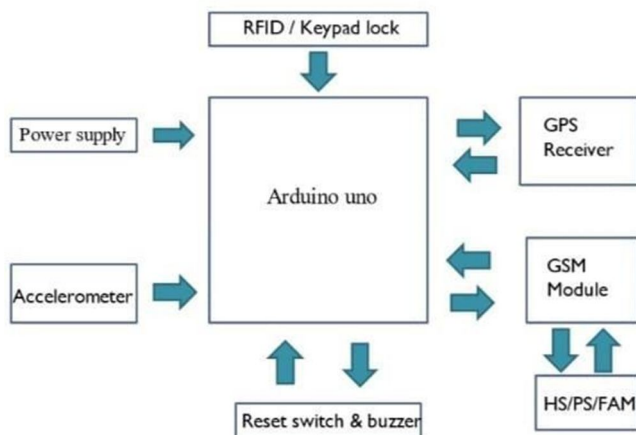 RFID / Keypad lock
Power supply
Arduino uno
GPS
Receiver
Accelerometer
GSM
Module
Reset switch & buzzer
HS/PS/FAM